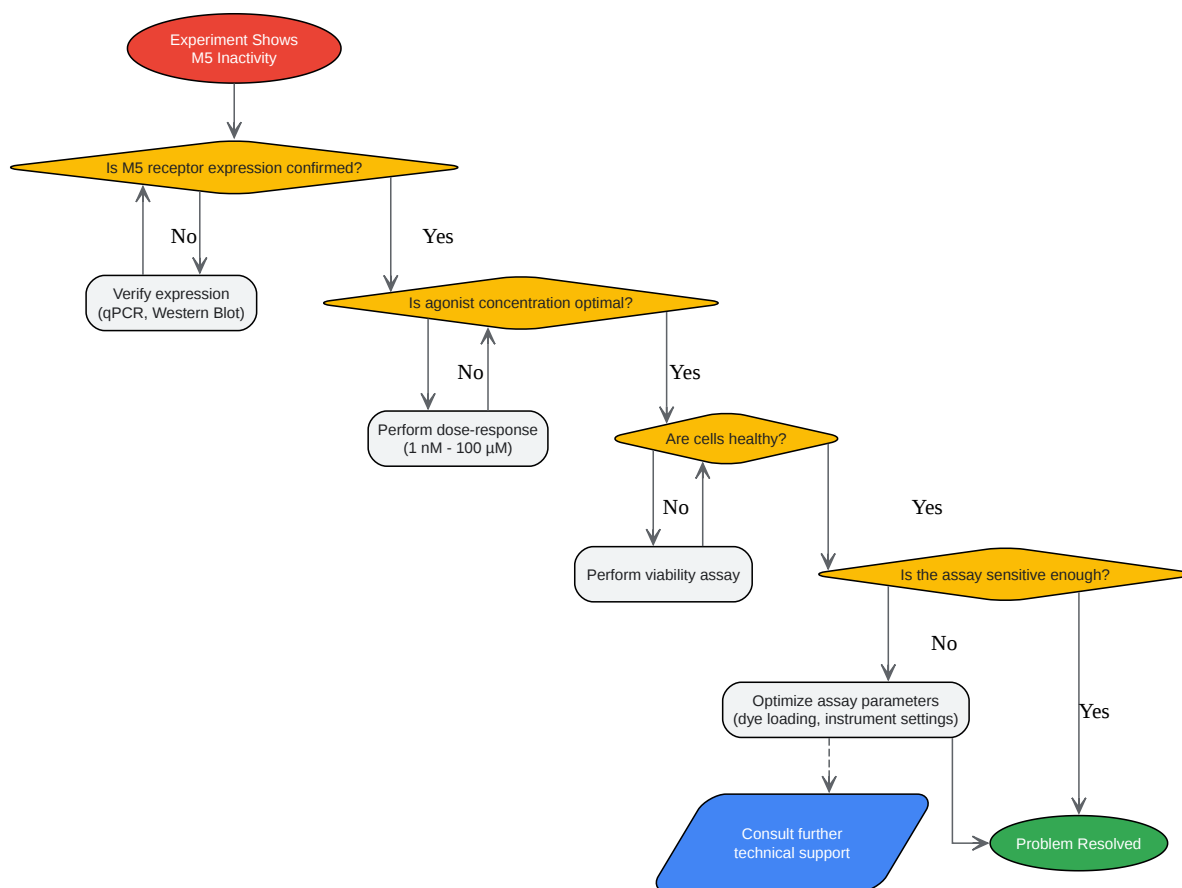 Experiment Shows
M5 Inactivity
Is M5 receptor expression confirmed?
No
Yes
Verify expression
(qPCR, Western Blot)
Is agonist concentration optimal?
No
Yes
Perform dose-response
(1 nM - 100 µM)
Are cells healthy?
No
Yes
Perform viability assay
Is the assay sensitive enough?
No
Optimize assay parameters
(dye loading, instrument settings)
Yes
Consult further
technical support
Problem Resolved